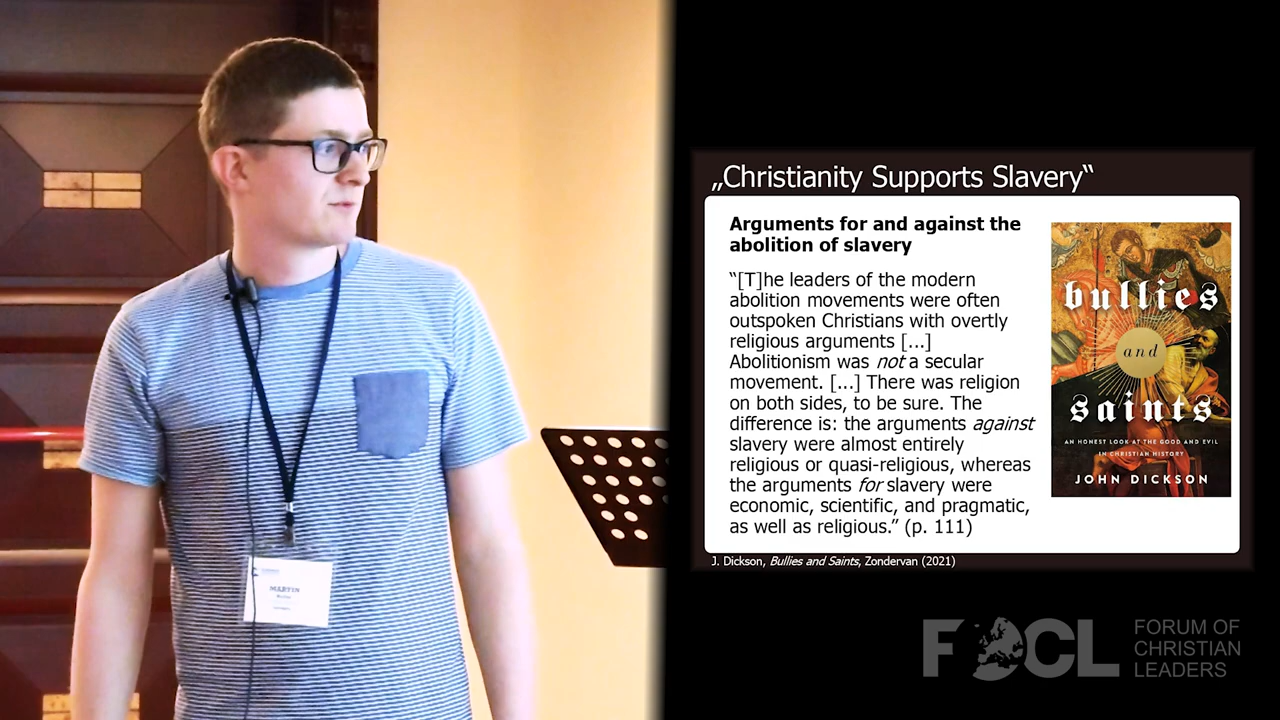 MARTIN
„Christianity Supports Slavery“
Arguments for and against the
abolition of slavery
“[T]he leaders of the modern
abolition movements were often
outspoken Christians with overtly
religious arguments [...]
Abolitionism was not a secular
movement. [...] There was religion
on both sides, to be sure. The
difference is: the arguments against
slavery were almost entirely
religious or quasi-religious, whereas
the arguments for slavery were
economic, scientific, and pragmatic,
as well as religious.” (p. 111)
bullies
and
saints
AN HONEST LOOK AT THE GOOD AND EVIL
IN CHRISTIAN HISTORY
JOHN DICKSON
J. Dickson, Bullies and Saints, Zondervan (2021)
FOCL
FORUM OF
CHRISTIAN
LEADERS